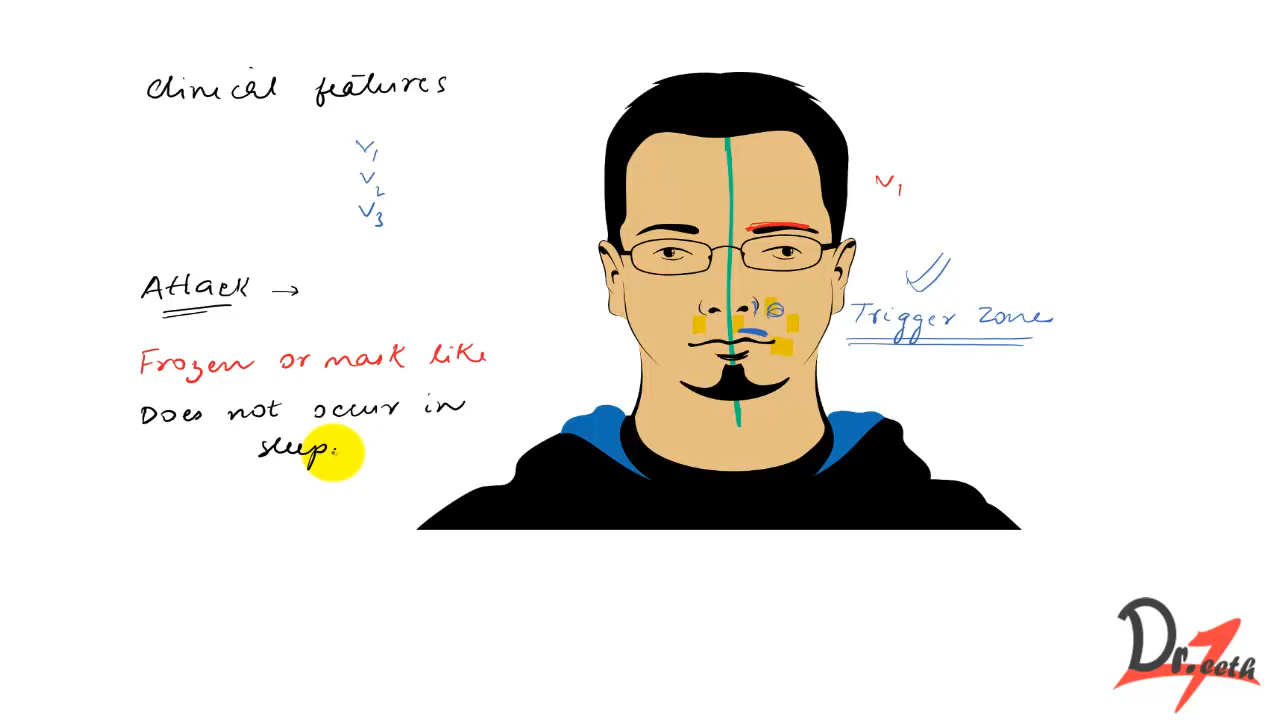 Clinical features
V1
V2
V3
V1
Attack →
Trigger zone
Frozen or mask like
Does not occur in
sleep.
Dr.eeth